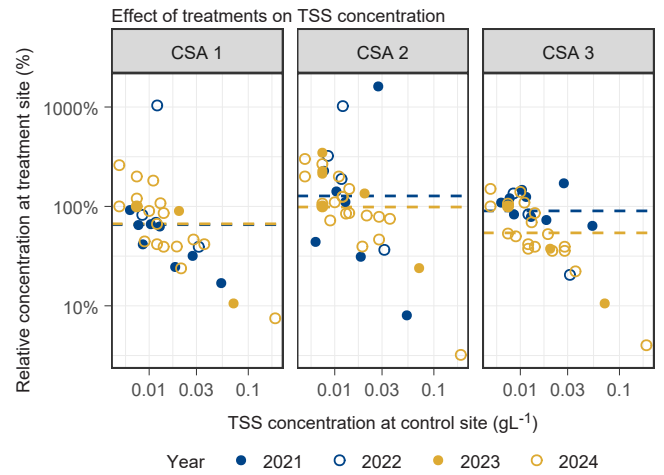 Effect of treatments on TSS concentration
CSA 1 CSA 2 CSA 3
Relative concentration at treatment site (%)
1000%
100%
10%
0.01 0.03 0.1 0.01 0.03 0.1 0.01 0.03 0.1
TSS concentration at control site (gL⁻¹)
Year 2021 2022 2023 2024